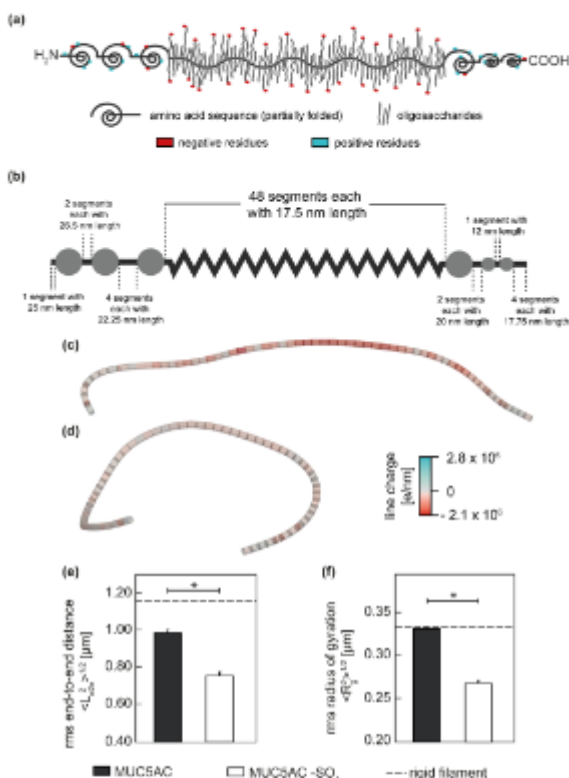 (a)
H₂N
COOH
amino acid sequence (partially folded)
oligosaccharides
negative residues
positive residues
(b)
48 segments each
with 17.5 nm length
2 segments
each with
26.5 nm length
1 segment with
12 nm length
1 segment with
25 nm length
4 segments
each with
22.25 nm length
2 segments
each with
20 nm length
4 segments
each with
17.75 nm length
(c)
(d)
line charge
[e/nm]
2.8 x 10⁰
0
- 2.1 x 10⁰
(e)
rms end-to-end distance
[µm]
1.20
1.00
0.80
0.60
0.40
*
(f)
rms radius of gyration
[µm]
0.35
0.30
0.25
0.20
*
MUC5AC
MUC5AC -SO₄
rigid filament